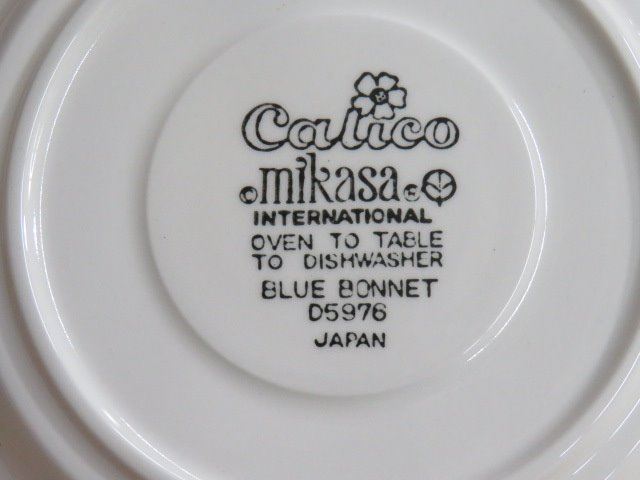 Calico
©mikasa®
INTERNATIONAL
OVEN TO TABLE
TO DISHWASHER
BLUE BONNET
D5976
JAPAN